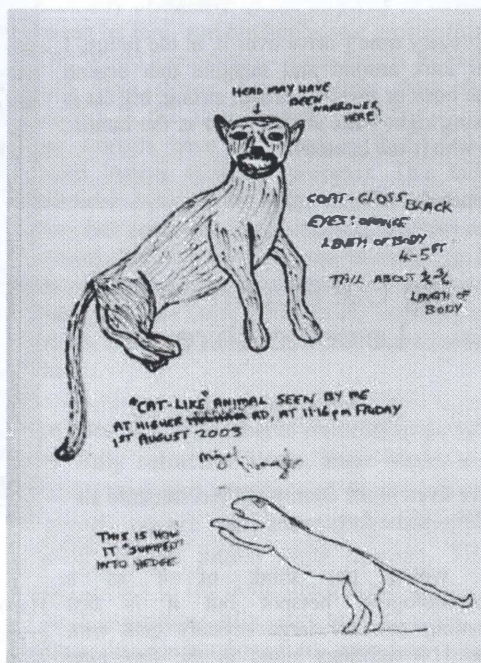 HEAD MAY HAVE
BEEN
NARROWER
HERE
COAT - GLOSS BLACK
EYES: ORANGE
LENGTH OF BODY
4-5FT
TAIL ABOUT
LENGTH OF
BODY
"CAT-LIKE" ANIMAL SEEN BY ME
AT HIGHER RD, AT 11·16pm FRIDAY
1ST AUGUST 2003
THIS IS HOW
IT "JUMPED"
INTO HEDGE